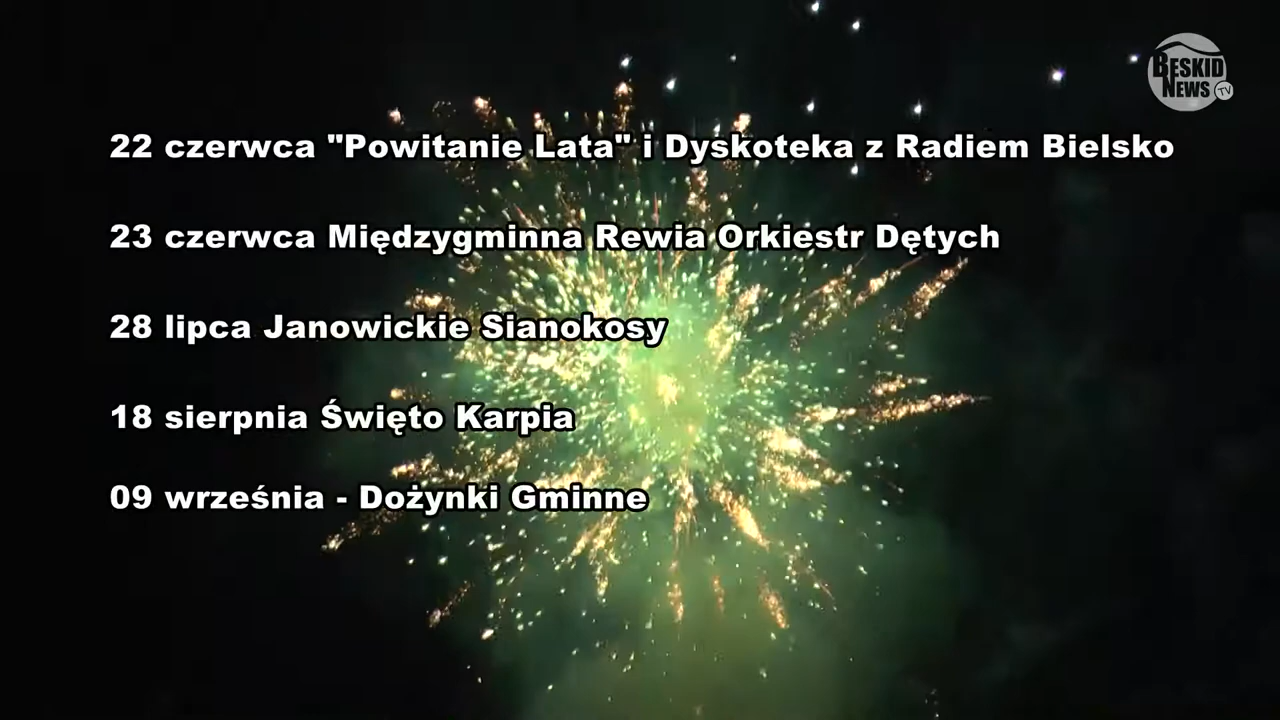 BESKID
NEWS TV
22 czerwca "Powitanie Lata" i Dyskoteka z Radiem Bielsko
23 czerwca Międzygminna Rewia Orkiestr Dętych
28 lipca Janowickie Sianokosy
18 sierpnia Święto Karpia
09 września - Dożynki Gminne